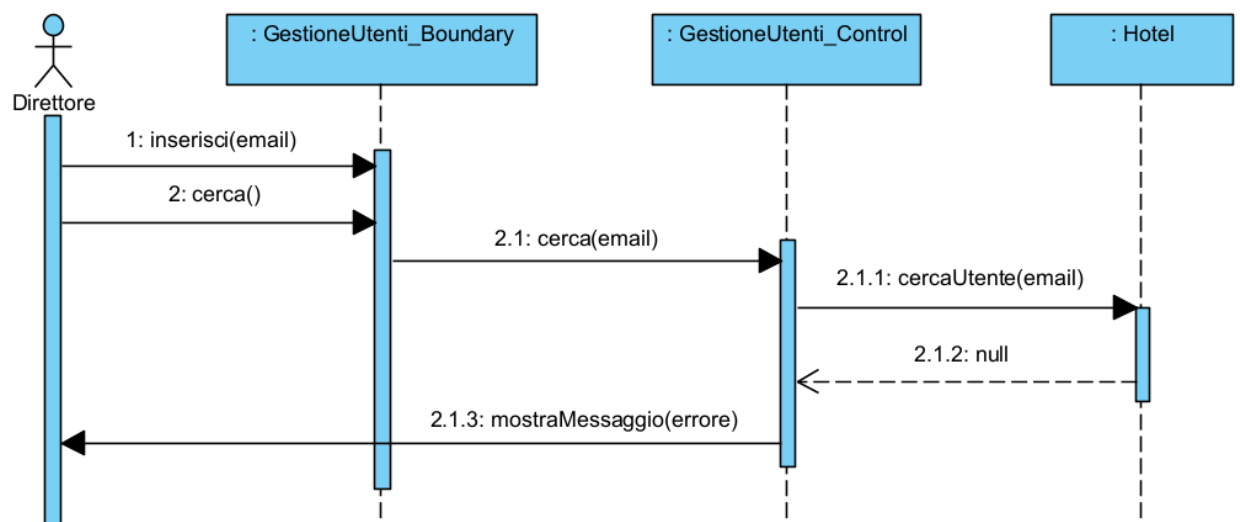 : GestioneUtenti_Boundary
: GestioneUtenti_Control
: Hotel
Direttore
1: inserisci(email)
2: cerca()
2.1: cerca(email)
2.1.1: cercaUtente(email)
2.1.2: null
2.1.3: mostraMessaggio(errore)